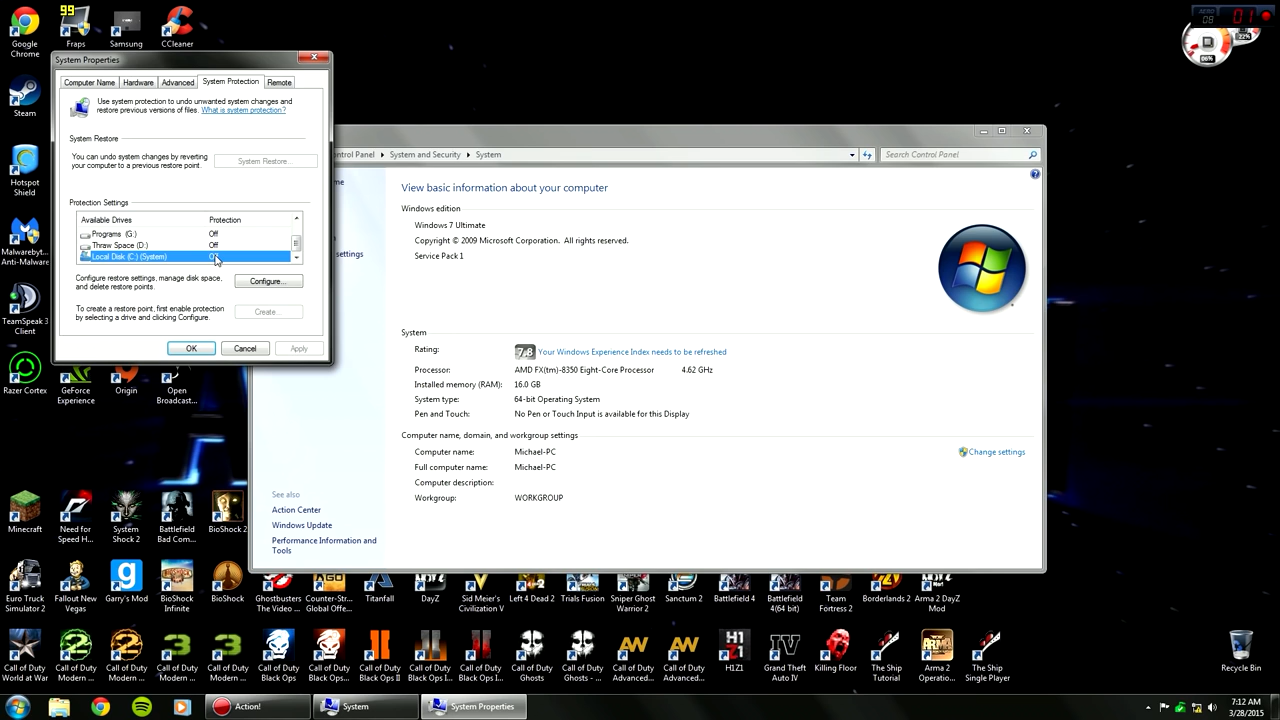 99
Google Chrome
Fraps
Samsung
CCleaner
01
22%
06%
System Properties
Computer Name
Hardware
Advanced
System Protection
Remote
Use system protection to undo unwanted system changes and
restore previous versions of files. What is system protection?
System Restore
You can undo system changes by reverting
your computer to a previous restore point.
System Restore...
Protection Settings
Available Drives
Protection
Programs (G:)
Off
Thraw Space (D:)
Off
Local Disk (C:) (System)
Configure restore settings, manage disk space,
and delete restore points.
Configure...
To create a restore point, first enable protection
by selecting a drive and clicking Configure.
Create...
OK
Cancel
Apply
Steam
Hotspot Shield
Malwareby...
Anti-Malware
TeamSpeak 3
Client
Razer Cortex
GeForce Experience
Origin
Open Broadcast...
System and Security
System
Search Control Panel
View basic information about your computer
Windows edition
Windows 7 Ultimate
Copyright © 2009 Microsoft Corporation. All rights reserved.
Service Pack 1
System
Rating:
7.8
Your Windows Experience Index needs to be refreshed
Processor:
AMD FX(tm)-8350 Eight-Core Processor
4.62 GHz
Installed memory (RAM):
16.0 GB
System type:
64-bit Operating System
Pen and Touch:
No Pen or Touch Input is available for this Display
Computer name, domain, and workgroup settings
Computer name:
Michael-PC
Change settings
Full computer name:
Michael-PC
Computer description:
Workgroup:
WORKGROUP
See also
Action Center
Windows Update
Performance Information and
Tools
Minecraft
Need for Speed H...
System Shock 2
Battlefield Bad Com...
BioShock 2
Euro Truck Simulator 2
Fallout New Vegas
Garry's Mod
BioShock Infinite
BioShock
Ghostbusters The Video ...
Counter-Str... Global Offe...
Titanfall
DayZ
Sid Meier's Civilization V
Left 4 Dead 2
Trials Fusion
Sniper Ghost Warrior 2
Sanctum 2
Battlefield 4
Battlefield 4(64 bit)
Team Fortress 2
Borderlands 2
Arma 2 DayZ Mod
Call of Duty World at War
Call of Duty Modern ...
Call of Duty Modern ...
Call of Duty Modern ...
Call of Duty Modern ...
Call of Duty Black Ops
Call of Duty Black Ops...
Call of Duty Black Ops II
Call of Duty Black Ops I...
Call of Duty Ghosts
Call of Duty Ghosts - ...
Call of Duty Advanced...
Call of Duty Advanced...
H1Z1
Grand Theft Auto IV
Killing Floor
The Ship Tutorial
Arma 2 Operatio...
The Ship Single Player
Recycle Bin
Action!
System
System Properties
7:12 AM
3/28/2015